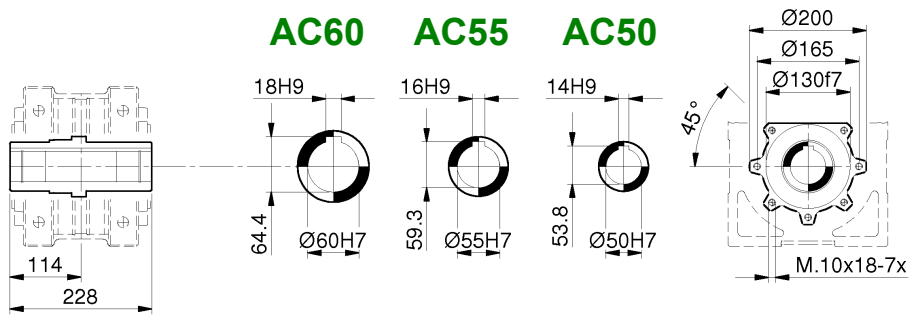 AC60 AC55 AC50
Ø200
Ø165
Ø130f7
18H9 16H9 14H9
45°
64.4 59.3 53.8
Ø60H7 Ø55H7 Ø50H7
M.10x18-7x
114
228